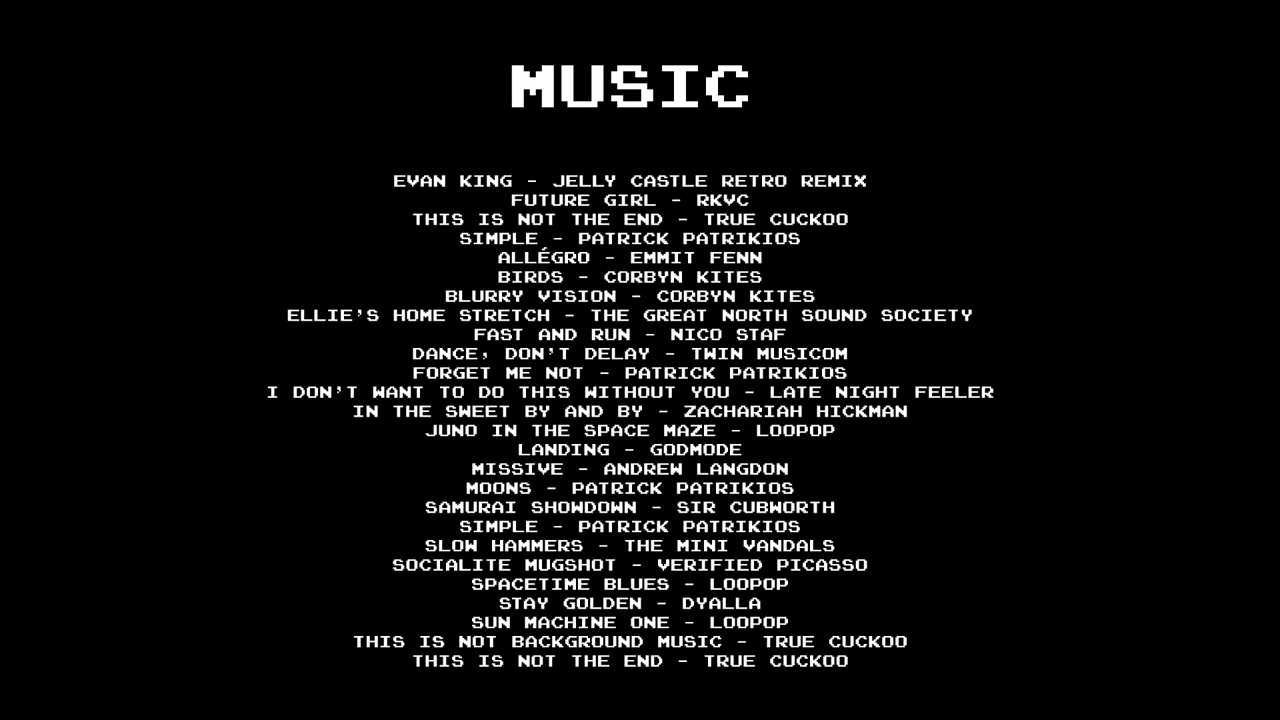 MUSIC
EVAN KING - JELLY CASTLE RETRO REMIX
FUTURE GIRL - RKVC
THIS IS NOT THE END - TRUE CUCKOO
SIMPLE - PATRICK PATRIKIOS
ALLÉGRO - EMMIT FENN
BIRDS - CORBYN KITES
BLURRY VISION - CORBYN KITES
ELLIE'S HOME STRETCH - THE GREAT NORTH SOUND SOCIETY
FAST AND RUN - NICO STAF
DANCE, DON'T DELAY - TWIN MUSICOM
FORGET ME NOT - PATRICK PATRIKIOS
I DON'T WANT TO DO THIS WITHOUT YOU - LATE NIGHT FEELER
IN THE SWEET BY AND BY - ZACHARIAH HICKMAN
JUNO IN THE SPACE MAZE - LOOPOP
LANDING - GODMODE
MISSIVE - ANDREW LANGDON
MOONS - PATRICK PATRIKIOS
SAMURAI SHOWDOWN - SIR CUBWORTH
SIMPLE - PATRICK PATRIKIOS
SLOW HAMMERS - THE MINI VANDALS
SOCIALITE MUGSHOT - VERIFIED PICASSO
SPACETIME BLUES - LOOPOP
STAY GOLDEN - DYALLA
SUN MACHINE ONE - LOOPOP
THIS IS NOT BACKGROUND MUSIC - TRUE CUCKOO
THIS IS NOT THE END - TRUE CUCKOO